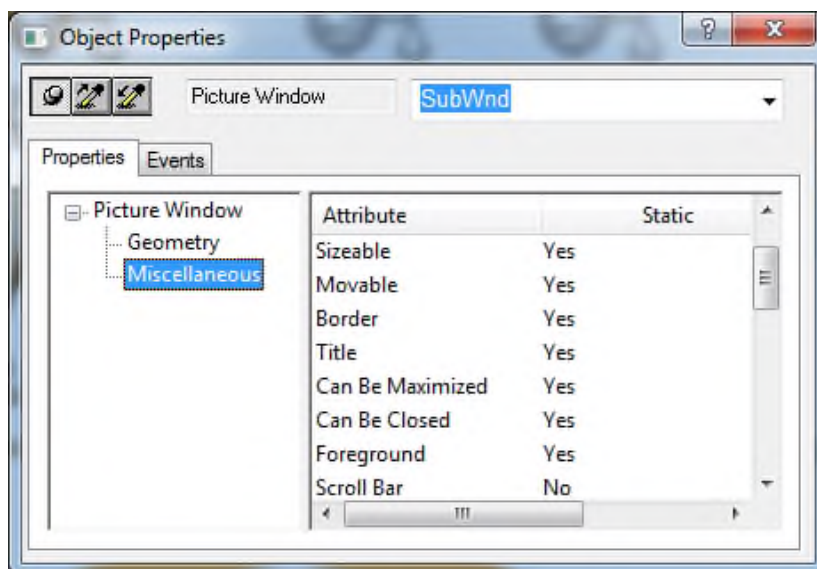 Object Properties
Picture Window SubWnd
Properties Events
Picture Window
Geometry
Miscellaneous
Attribute Static
Sizeable Yes
Movable Yes
Border Yes
Title Yes
Can Be Maximized Yes
Can Be Closed Yes
Foreground Yes
Scroll Bar No